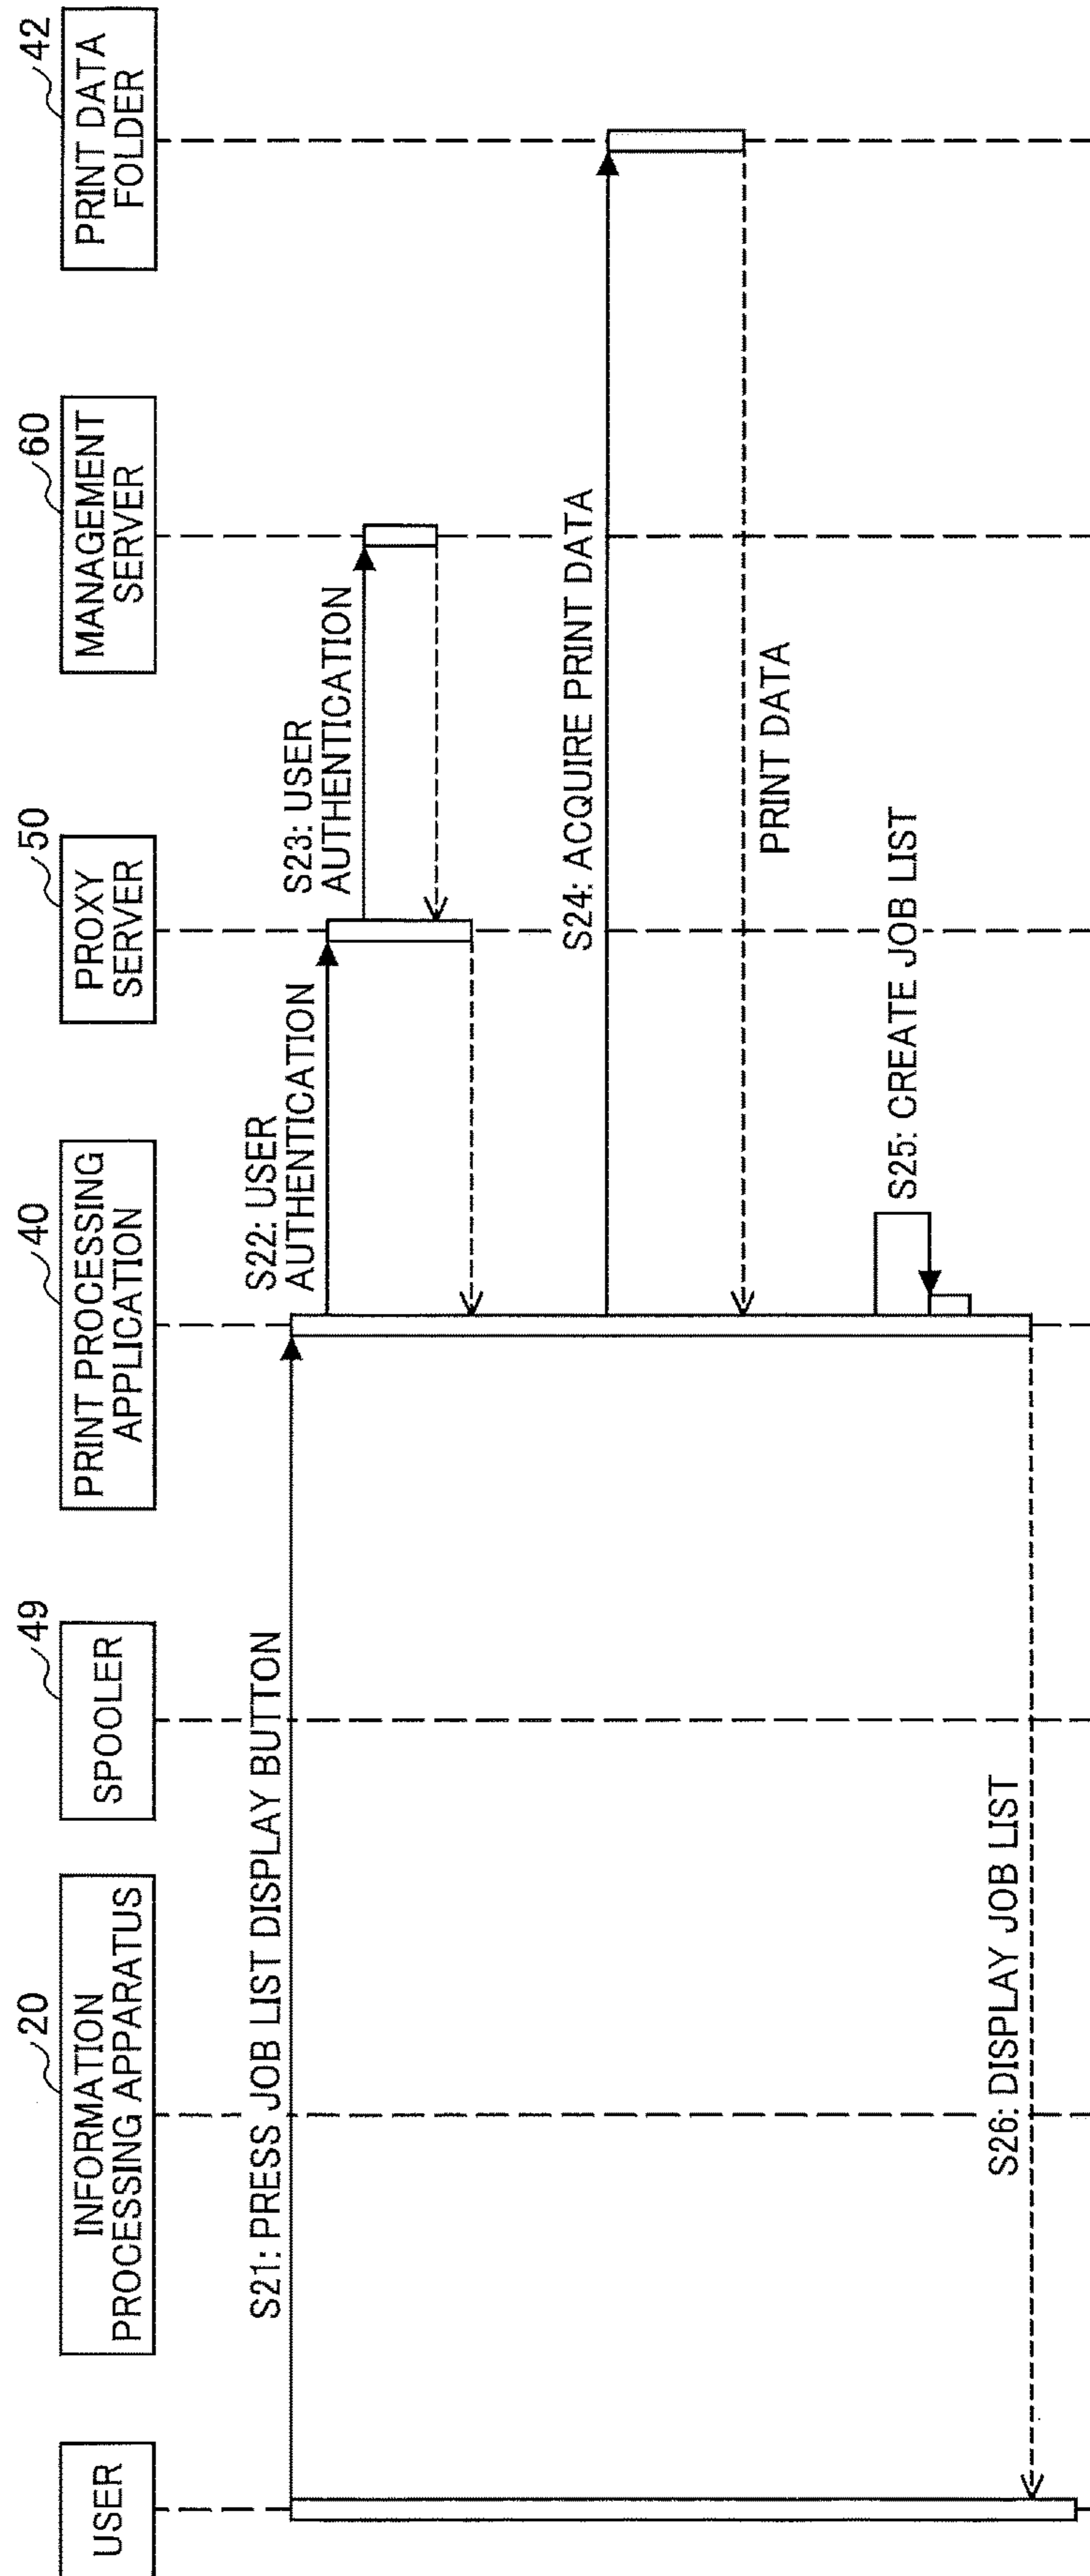 USER
20
INFORMATION
PROCESSING APPARATUS
49
SPOOLER
40
PRINT PROCESSING
APPLICATION
50
PROXY
SERVER
60
MANAGEMENT
SERVER
42
PRINT DATA
FOLDER
S21: PRESS JOB LIST DISPLAY BUTTON
S22: USER
AUTHENTICATION
S23: USER
AUTHENTICATION
S24: ACQUIRE PRINT DATA
PRINT DATA
S25: CREATE JOB LIST
S26: DISPLAY JOB LIST